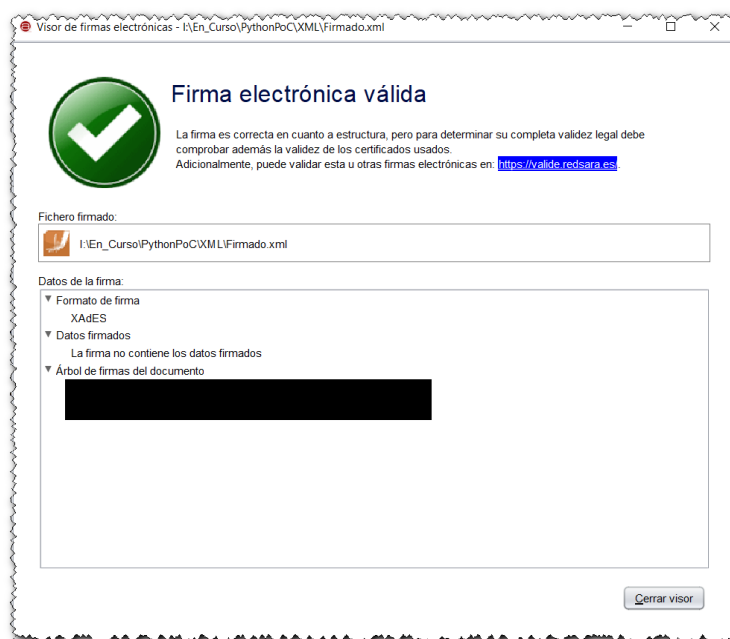 Visor de firmas electrónicas - I:\En_Curso\PythonPoC\XML\Firmado.xml
Firma electrónica válida
La firma es correcta en cuanto a estructura, pero para determinar su completa validez legal debe
comprobar además la validez de los certificados usados.
Adicionalmente, puede validar esta u otras firmas electrónicas en: https://valide.redsara.es/.
Fichero firmado:
I:\En_Curso\PythonPoC\XML\Firmado.xml
Datos de la firma:
Formato de firma
XAdES
Datos firmados
La firma no contiene los datos firmados
Árbol de firmas del documento
Cerrar visor